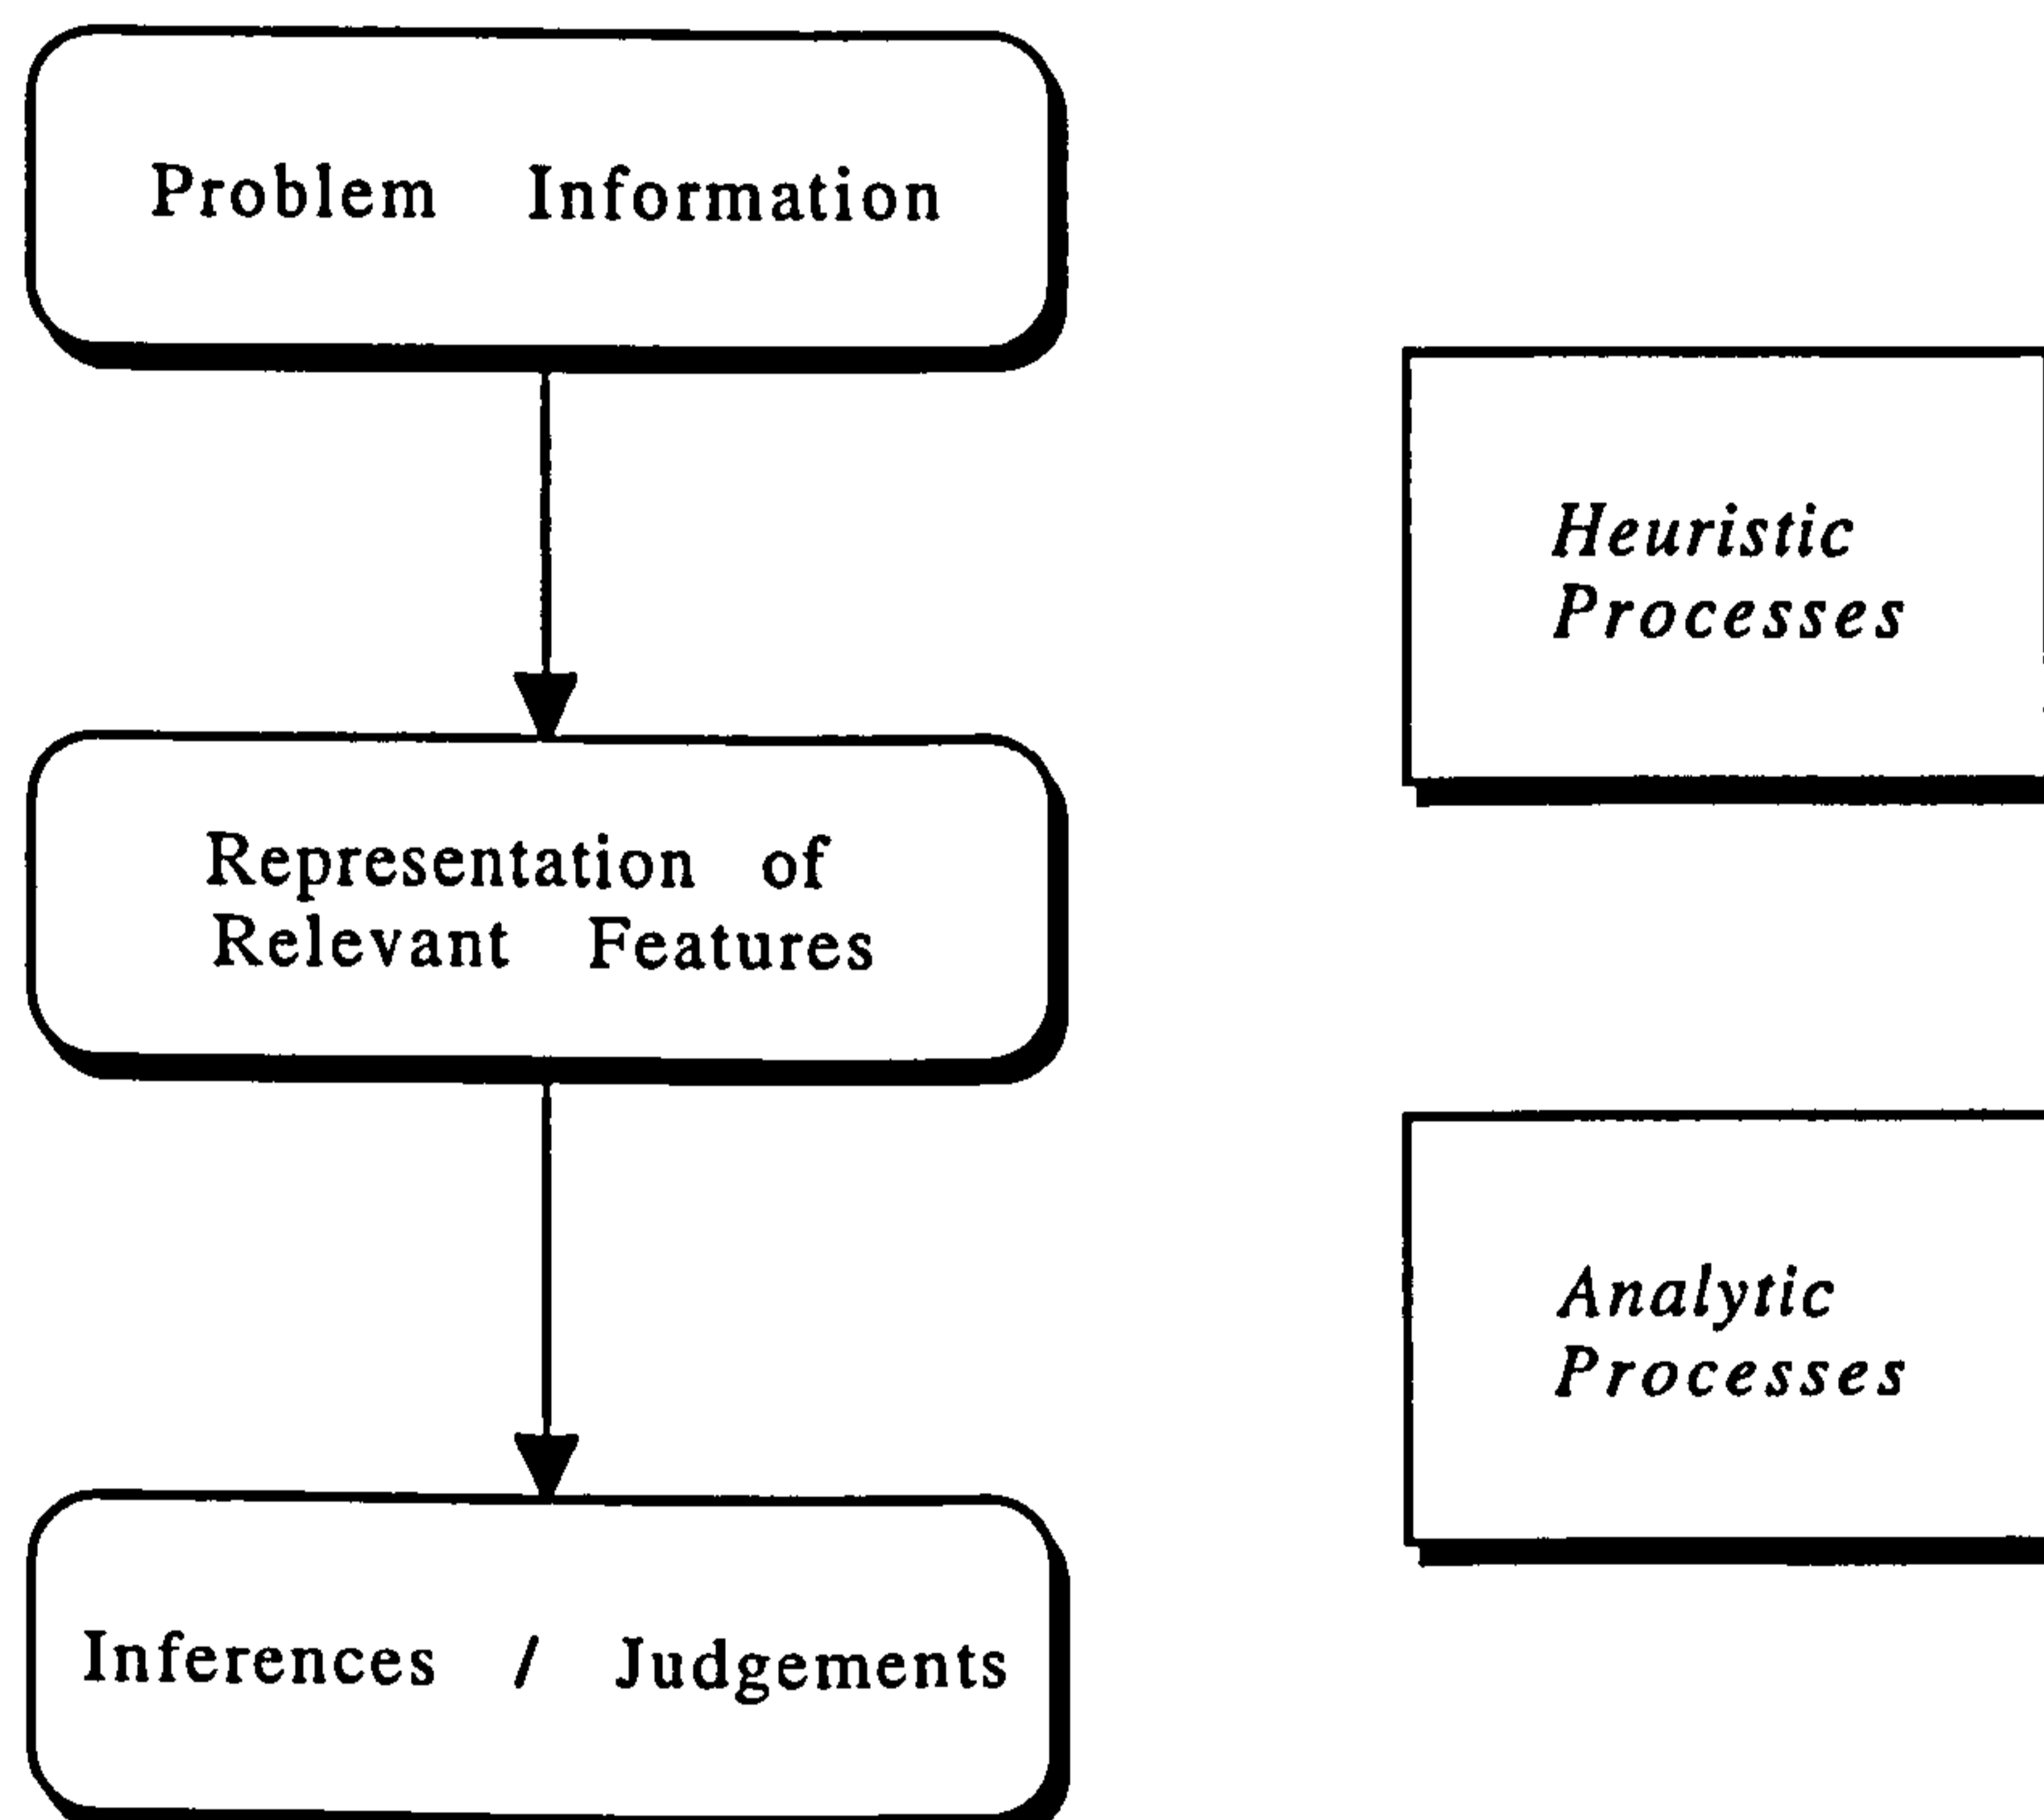 Problem Information
Heuristic
Processes
Representation of
Relevant Features
Analytic
Processes
Inferences / Judgements